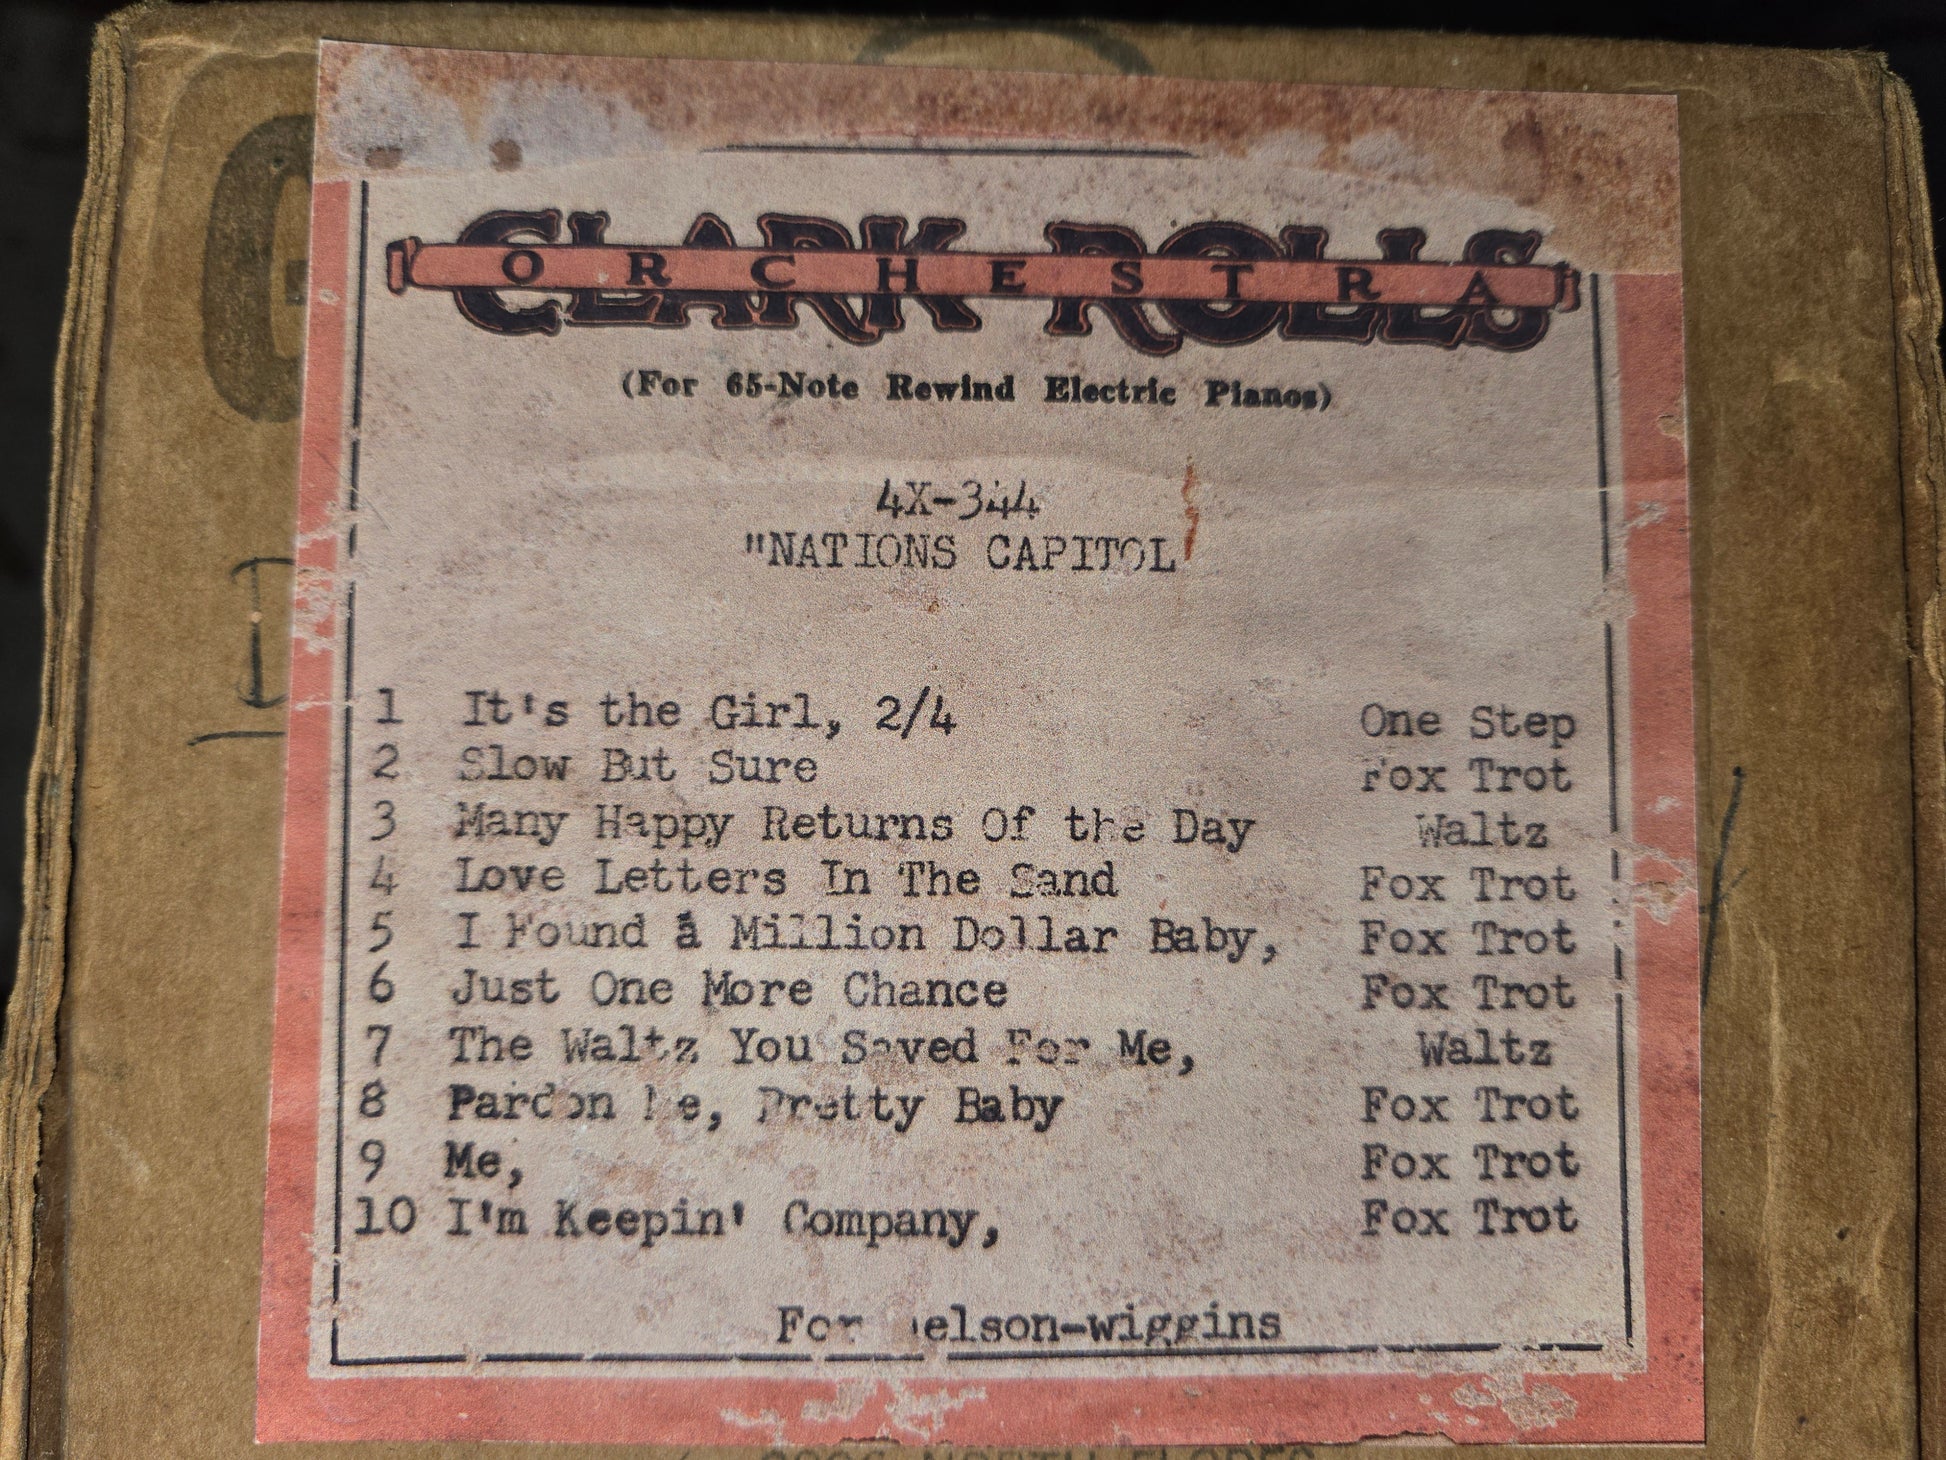 CLARK ROLLS
ORCHESTRA
(For 65-Note Rewind Electric Pianos)
4X-344
"NATIONS CAPITOL"
1 It's the Girl, 2/4 One Step
2 Slow But Sure Fox Trot
3 Many Happy Returns Of the Day Waltz
4 Love Letters In The Sand Fox Trot
5 I Found a Million Dollar Baby, Fox Trot
6 Just One More Chance Fox Trot
7 The Waltz You Saved For Me, Waltz
8 Pardon Me, Pretty Baby Fox Trot
9 Me, Fox Trot
10 I'm Keepin' Company, Fox Trot
For elson-wiggins